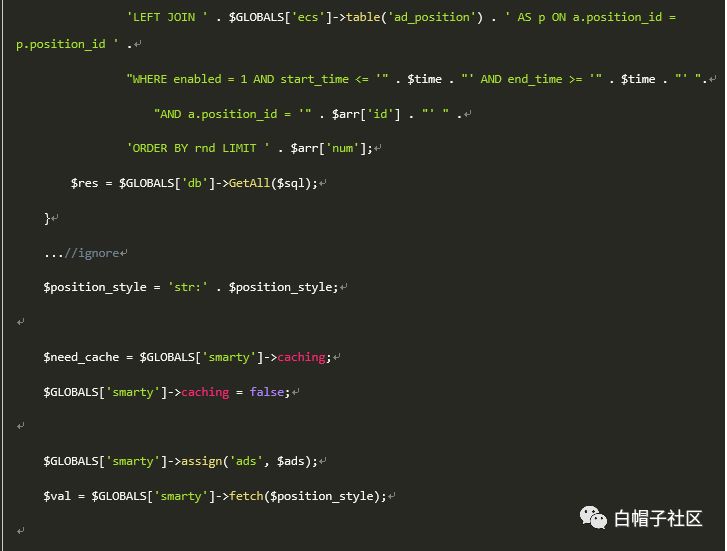 'LEFT JOIN ' . $GLOBALS['ecs']->table('ad_position') . ' AS p ON a.position_id =
p.position_id ' .↵
"WHERE enabled = 1 AND start_time <= '" . $time . "' AND end_time >= '" . $time . "' ".↵
"AND a.position_id = '" . $arr['id'] . "' " .↵
'ORDER BY rnd LIMIT ' . $arr['num'];↵
$res = $GLOBALS['db']->GetAll($sql);↵
}↵
...//ignore↵
$position_style = 'str:' . $position_style;↵
↵
$need_cache = $GLOBALS['smarty']->caching;↵
$GLOBALS['smarty']->caching = false;↵
↵
$GLOBALS['smarty']->assign('ads', $ads);↵
$val = $GLOBALS['smarty']->fetch($position_style);↵
白帽子社区
↵